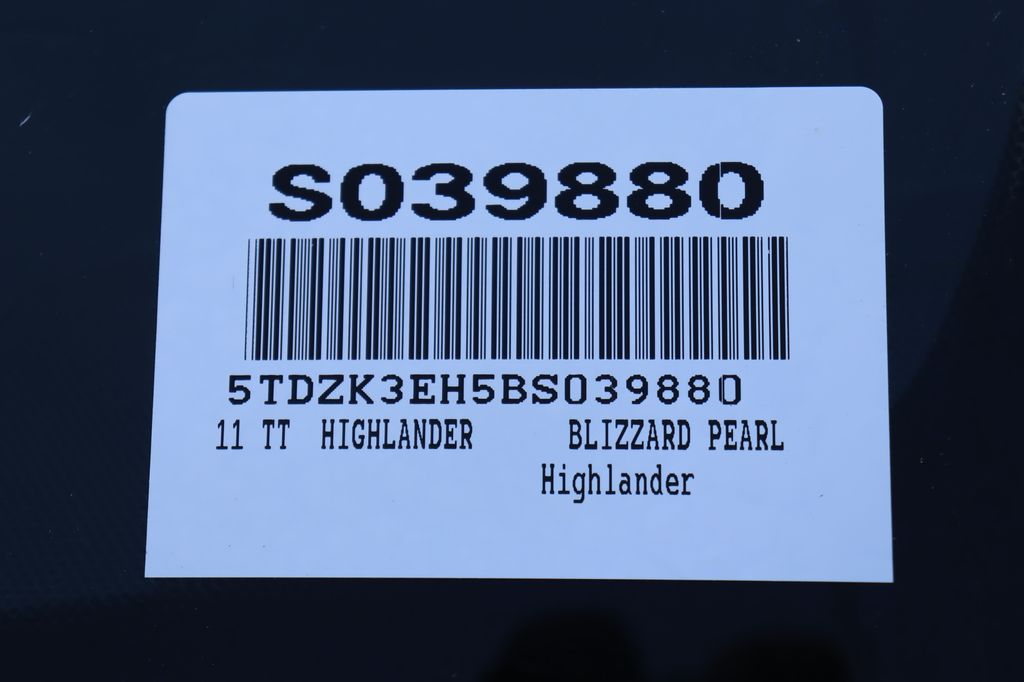 S039880
5TDZK3EH5BS039880
11 TT HIGHLANDER BLIZZARD PEARL
Highlander